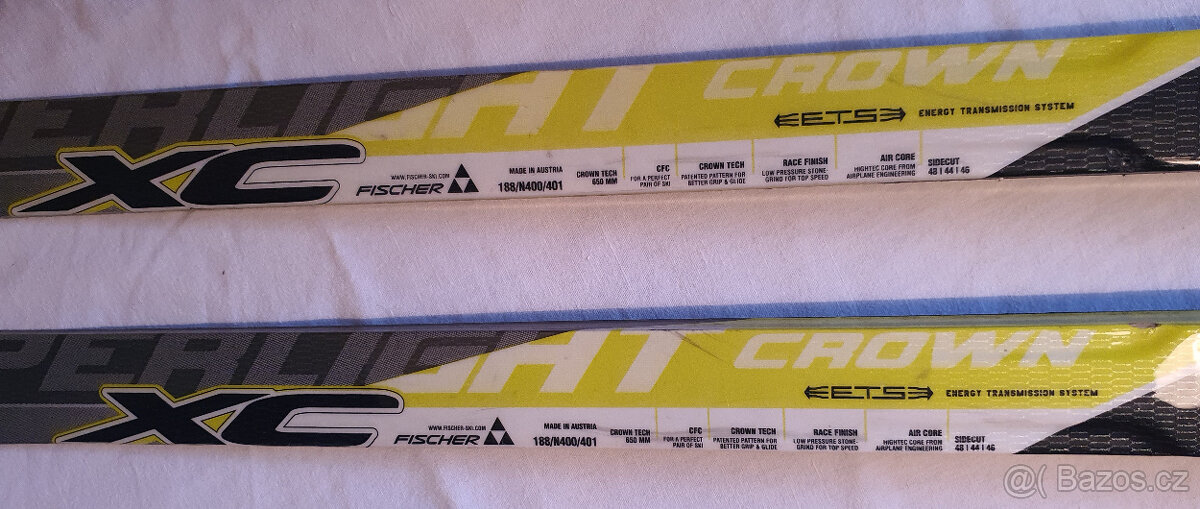 ERLIGHT CROWN
ETS ENERGY TRANSMISSION SYSTEM
XC
WWW.FISCHER-SKI.COM
FISCHER
MADE IN AUSTRIA
188/N400/401
CROWN TECH
650 MM
CFC
FOR A PERFECT
PAIR OF SKI
CROWN TECH
PATENTED PATTERN FOR
BETTER GRIP & GLIDE
RACE FINISH
LOW PRESSURE STONE-
GRIND FOR TOP SPEED
AIR CORE
HIGHTEC CORE FROM
AIRPLANE ENGINEERING
SIDECUT
48 | 44 | 46
PERLIGHT CROWN
ETS ENERGY TRANSMISSION SYSTEM
XC
WWW.FISCHER-SKI.COM
FISCHER
MADE IN AUSTRIA
188/N400/401
CROWN TECH
650 MM
CFC
FOR A PERFECT
PAIR OF SKI
CROWN TECH
PATENTED PATTERN FOR
BETTER GRIP & GLIDE
RACE FINISH
LOW PRESSURE STONE-
GRIND FOR TOP SPEED
AIR CORE
HIGHTEC CORE FROM
AIRPLANE ENGINEERING
SIDECUT
48 | 44 | 46
@( Bazos.cz